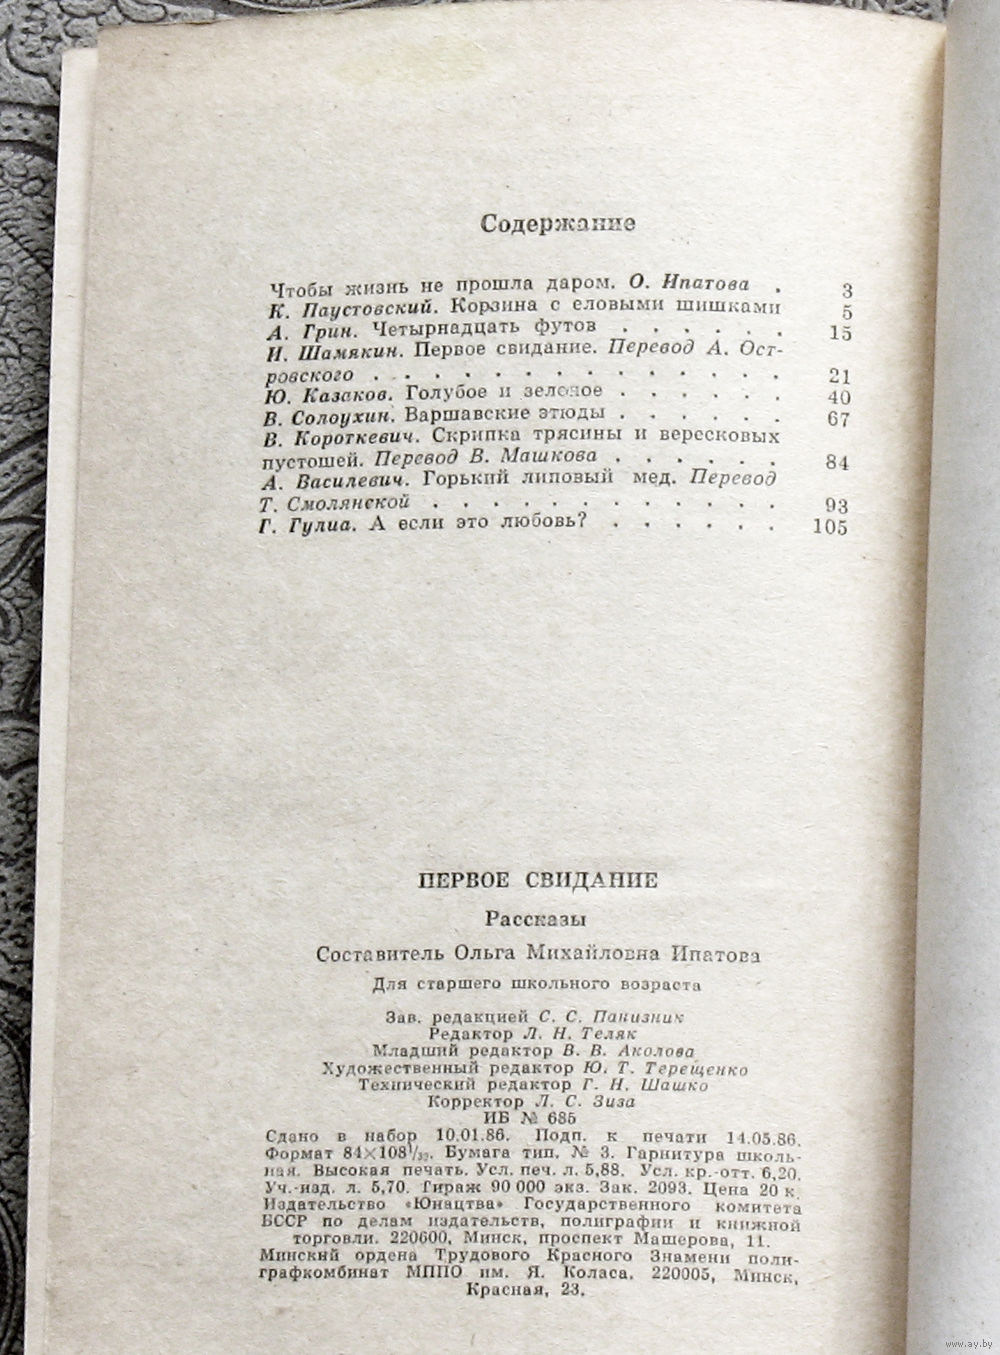 Содержание
Чтобы жизнь не прошла даром. О. Ипатова . 3
К. Паустовский. Корзина с еловыми шишками 5
А. Грин. Четырнадцать футов . . . . . . 15
И. Шамякин. Первое свидание. Перевод А. Ост-
ровского . . . . . . . . . . . . . . 21
Ю. Казаков. Голубое и зеленое . . . . . . 40
В. Солоухин. Варшавские этюды . . . . . . 67
В. Короткевич. Скрипка трясины и вересковых
пустошей. Перевод В. Машкова . . . . . . 84
А. Василевич. Горький липовый мед. Перевод
Т. Смолянской . . . . . . . . . . . . 93
Г. Гулиа. А если это любовь? . . . . . . 105
ПЕРВОЕ СВИДАНИЕ
Рассказы
Составитель Ольга Михайловна Ипатова
Для старшего школьного возраста
Зав. редакцией С. С. Панизник
Редактор Л. Н. Теляк
Младший редактор В. В. Аколова
Художественный редактор Ю. Т. Терещенко
Технический редактор Г. Н. Шашко
Корректор Л. С. Зиза
ИБ № 685
Сдано в набор 10.01.86. Подп. к печати 14.05.86.
Формат 84×108¹/₃₂. Бумага тип. № 3. Гарнитура школь-
ная. Высокая печать. Усл. печ. л. 5,88. Усл. кр.-отт. 6,20.
Уч.-изд. л. 5,70. Тираж 90 000 экз. Зак. 2093. Цена 20 к.
Издательство «Юнацтва» Государственного комитета
БССР по делам издательств, полиграфии и книжной
торговли. 220600, Минск, проспект Машерова, 11.
Минский ордена Трудового Красного Знамени поли-
графкомбинат МППО им. Я. Коласа. 220005, Минск,
Красная, 23.
www.ay.by